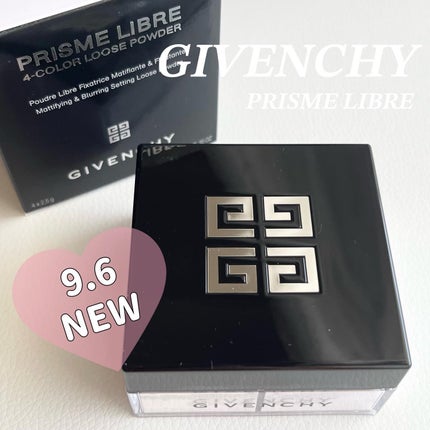 PRISME LIBRE
4-COLOR LOOSE POWDER
Poudre Libre Fixatrice Matifiante & Floutante
Mattifying & Blurring Setting Loose Powder
GIVENCHY
GIVENCHY
PRISME LIBRE
9.6
NEW
GIVENCHY